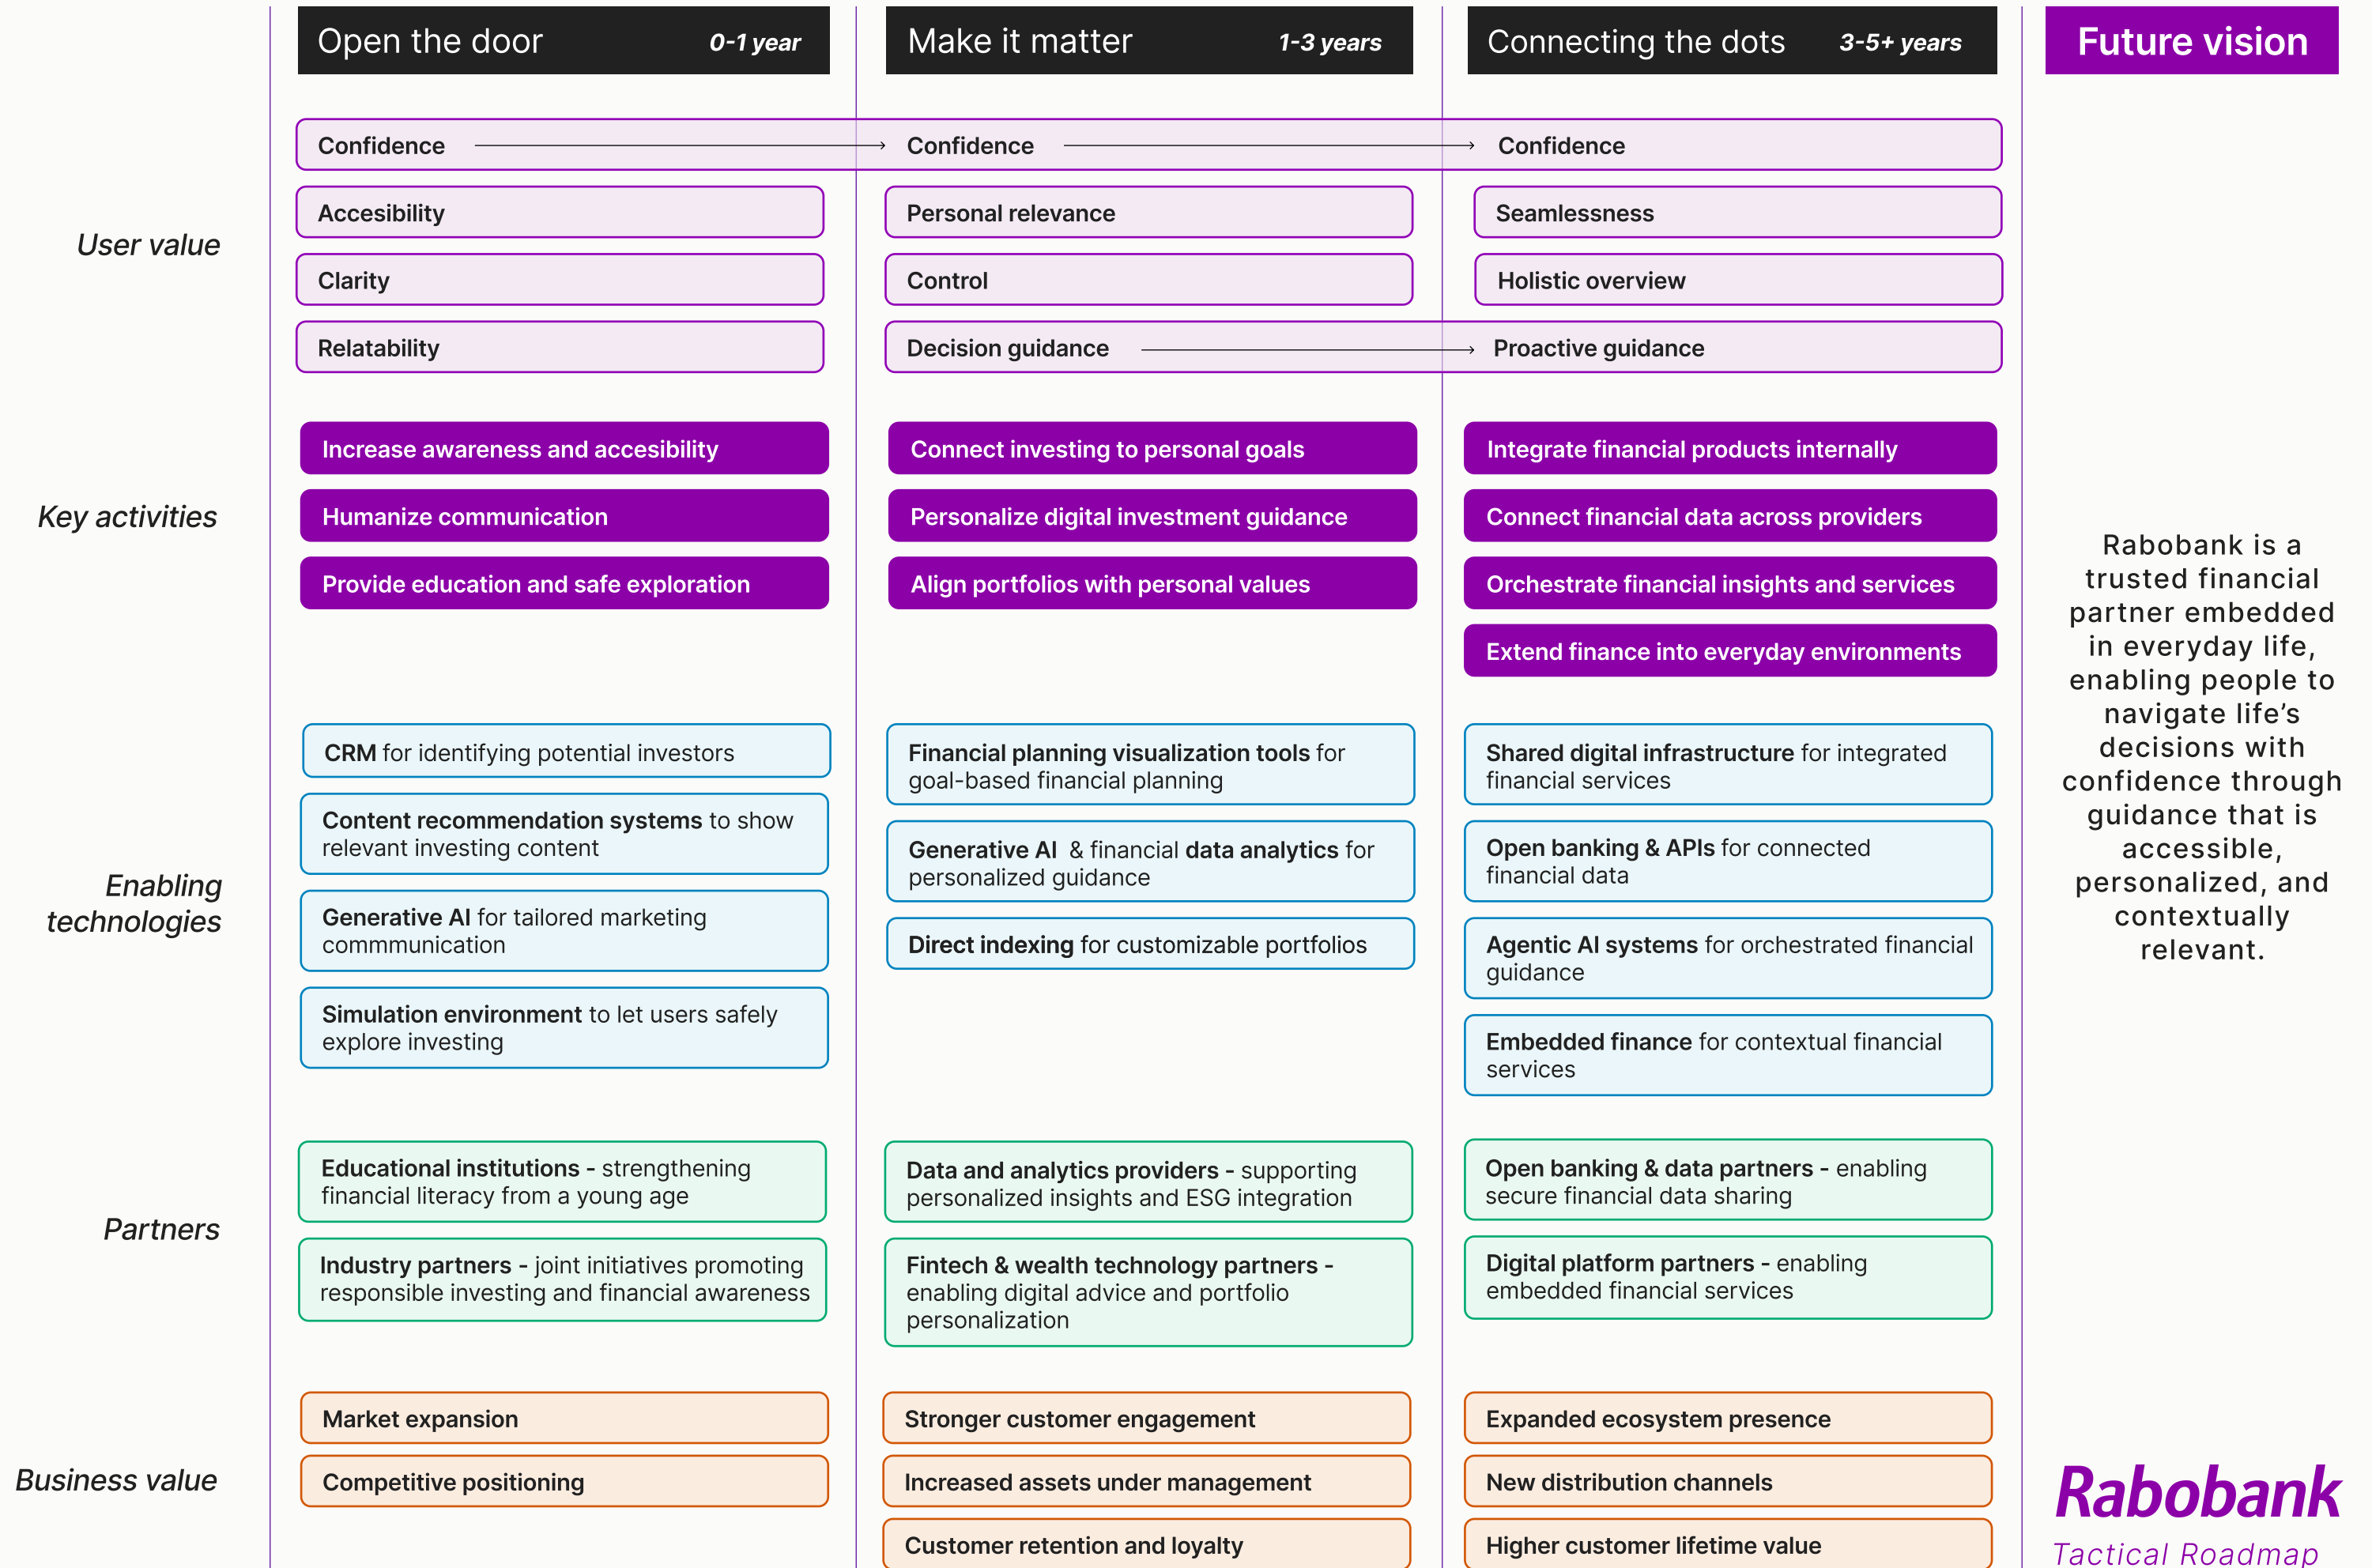 Open the door 0-1 year
Make it matter 1-3 years
Connecting the dots 3-5+ years
Future vision
User value
Confidence
Confidence
Confidence
Accesibility
Personal relevance
Seamlessness
Clarity
Control
Holistic overview
Relatability
Decision guidance
Proactive guidance
Key activities
Increase awareness and accesibility
Connect investing to personal goals
Integrate financial products internally
Humanize communication
Personalize digital investment guidance
Connect financial data across providers
Provide education and safe exploration
Align portfolios with personal values
Orchestrate financial insights and services
Extend finance into everyday environments
Enabling
technologies
CRM for identifying potential investors
Content recommendation systems to show
relevant investing content
Generative AI for tailored marketing
commmunication
Simulation environment to let users safely
explore investing
Financial planning visualization tools for
goal-based financial planning
Generative AI & financial data analytics for
personalized guidance
Direct indexing for customizable portfolios
Shared digital infrastructure for integrated
financial services
Open banking & APIs for connected
financial data
Agentic AI systems for orchestrated financial
guidance
Embedded finance for contextual financial
services
Partners
Educational institutions - strengthening
financial literacy from a young age
Industry partners - joint initiatives promoting
responsible investing and financial awareness
Data and analytics providers - supporting
personalized insights and ESG integration
Fintech & wealth technology partners -
enabling digital advice and portfolio
personalization
Open banking & data partners - enabling
secure financial data sharing
Digital platform partners - enabling
embedded financial services
Business value
Market expansion
Stronger customer engagement
Expanded ecosystem presence
Competitive positioning
Increased assets under management
New distribution channels
Customer retention and loyalty
Higher customer lifetime value
Rabobank is a
trusted financial
partner embedded
in everyday life,
enabling people to
navigate life’s
decisions with
confidence through
guidance that is
accessible,
personalized, and
contextually
relevant.
Rabobank
Tactical Roadmap